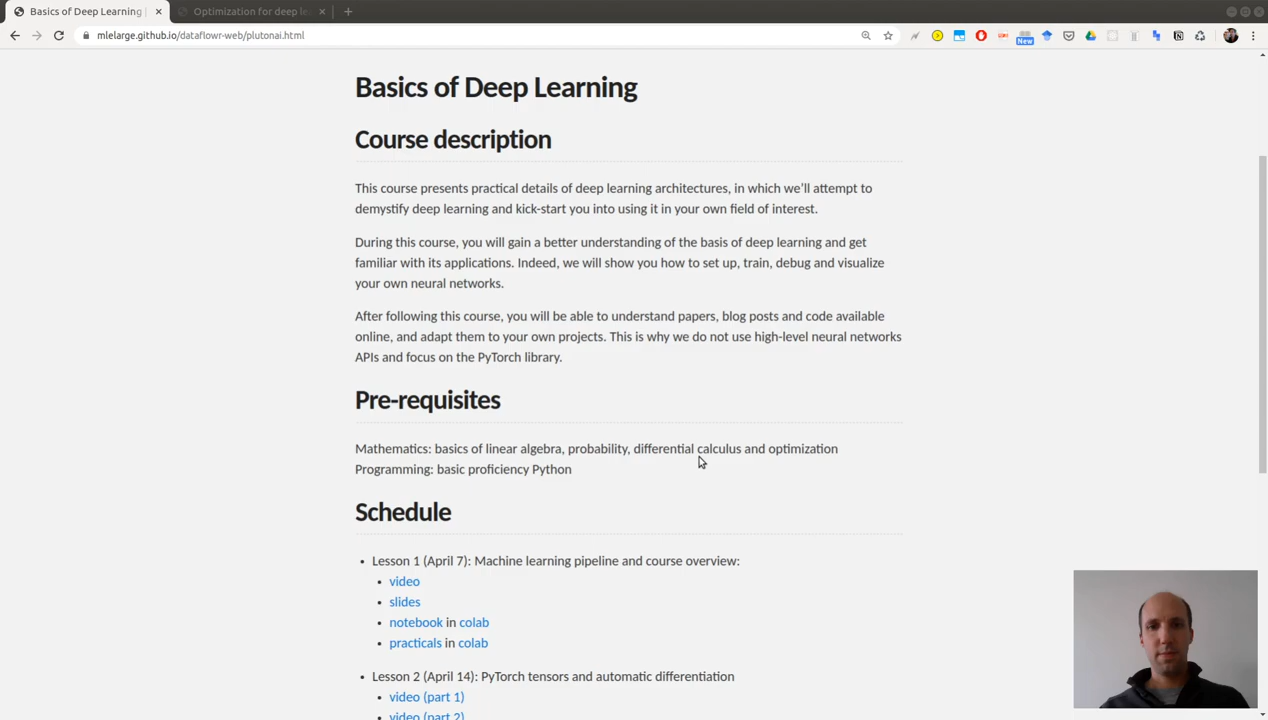 Basics of Deep Learning
Optimization for deep le
mlelarge.github.io/dataflowr-web/plutonai.html
New
Basics of Deep Learning
Course description
This course presents practical details of deep learning architectures, in which we’ll attempt to
demystify deep learning and kick-start you into using it in your own field of interest.
During this course, you will gain a better understanding of the basis of deep learning and get
familiar with its applications. Indeed, we will show you how to set up, train, debug and visualize
your own neural networks.
After following this course, you will be able to understand papers, blog posts and code available
online, and adapt them to your own projects. This is why we do not use high-level neural networks
APIs and focus on the PyTorch library.
Pre-requisites
Mathematics: basics of linear algebra, probability, differential calculus and optimization
Programming: basic proficiency Python
Schedule
• Lesson 1 (April 7): Machine learning pipeline and course overview:
• video
• slides
• notebook in colab
• practicals in colab
• Lesson 2 (April 14): PyTorch tensors and automatic differentiation
• video (part 1)
• video (part 2)